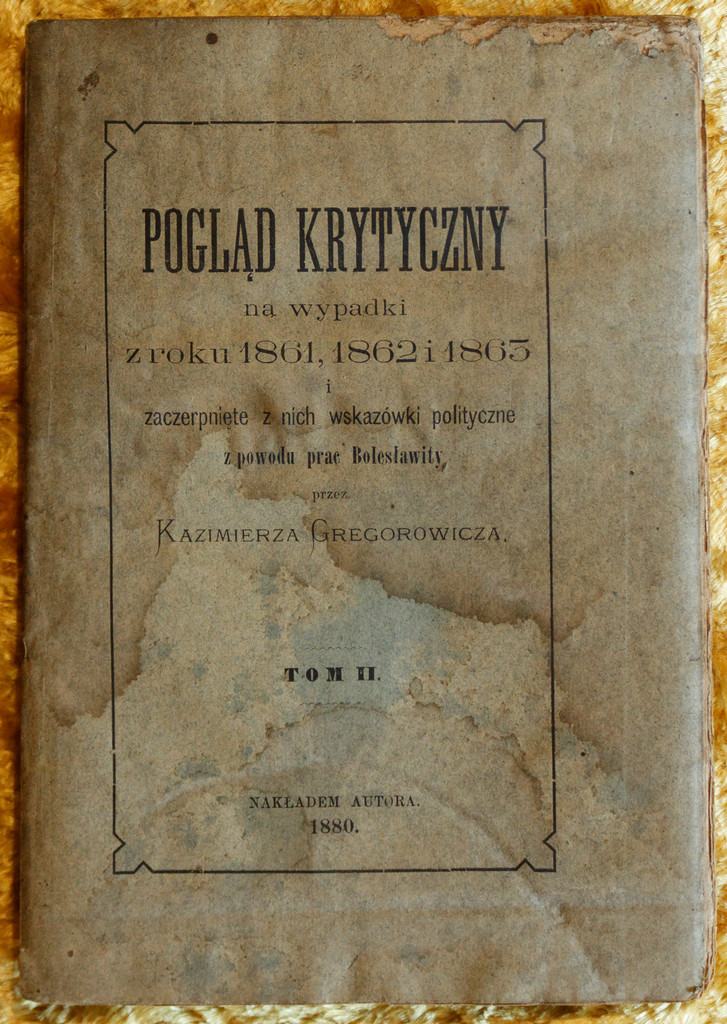 POGLĄD KRYTYCZNY
na wypadki
z roku 1861, 1862 i 1863
i
zaczerpnięte z nich wskazówki polityczne
z powodu prac Bolesławity,
przez
KAZIMIERZA GREGOROWICZA.
TOM II.
NAKŁADEM AUTORA.
1880.